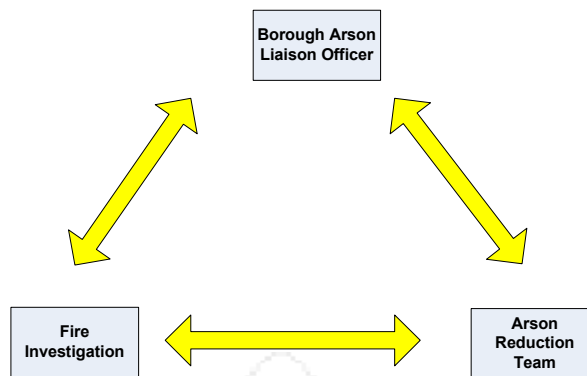 Borough Arson
Liaison Officer
Fire
Investigation
Arson
Reduction
Team